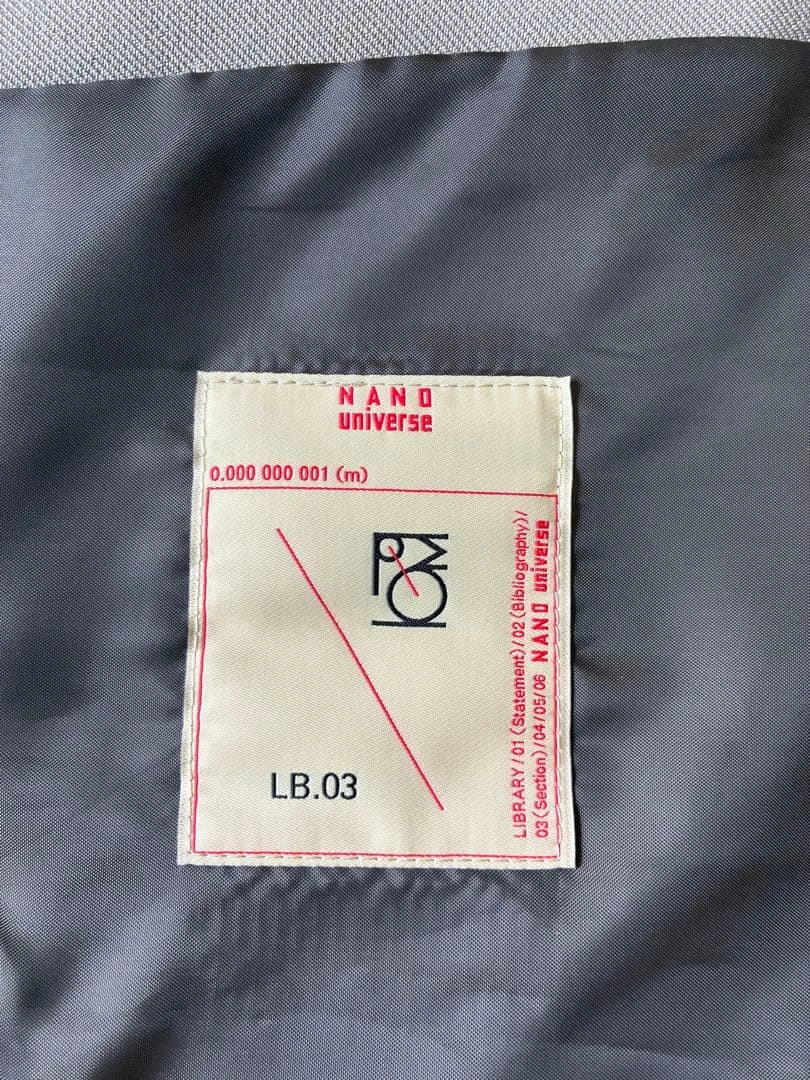 NANO
universe
0.000 000 001 (m)
LB.03
LIBRARY/01(Statement)/02(Bibliography)/
03(Section)/04/05/06 NANO universe